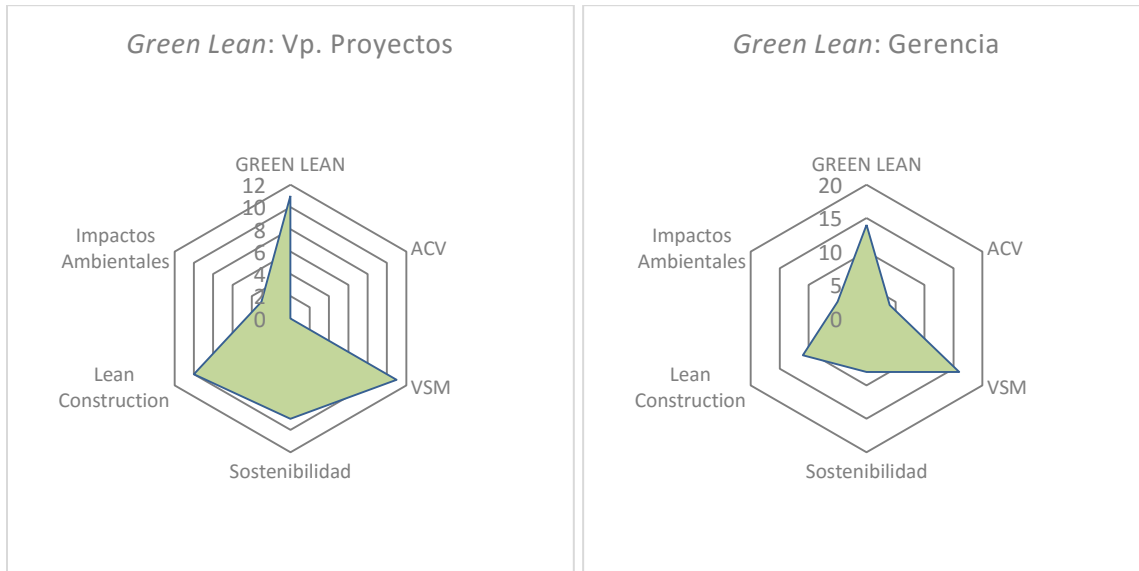 Green Lean: Vp. Proyectos
GREEN LEAN
12
10
8
6
4
2
0
ACV
VSM
Sostenibilidad
Lean
Construction
Impactos
Ambientales
Green Lean: Gerencia
GREEN LEAN
20
15
10
5
0
ACV
VSM
Sostenibilidad
Lean
Construction
Impactos
Ambientales